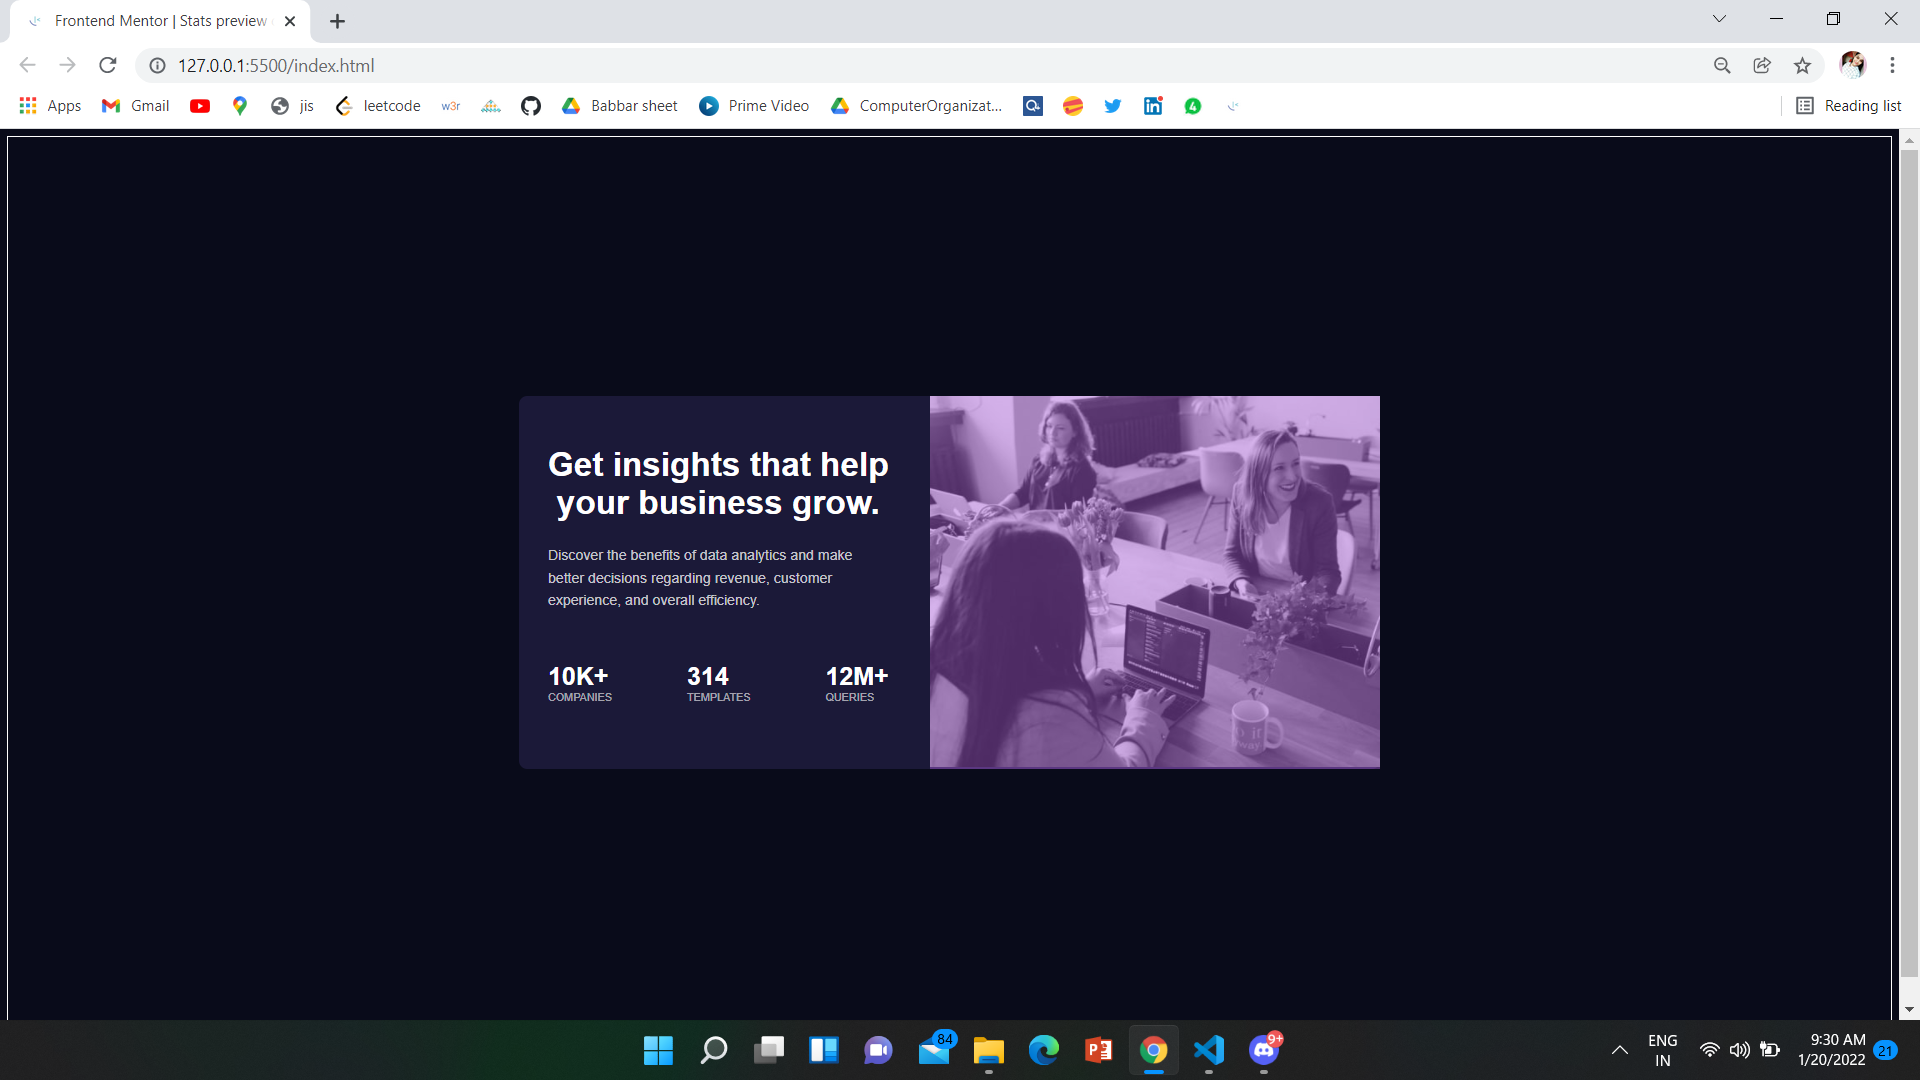 Frontend Mentor | Stats preview
127.0.0.1:5500/index.html
Apps
Gmail
jis
leetcode
w3r
Babbar sheet
Prime Video
ComputerOrganizat...
4
Reading list
Get insights that help
your business grow.
Discover the benefits of data analytics and make
better decisions regarding revenue, customer
experience, and overall efficiency.
10K+ 314 12M+
COMPANIES TEMPLATES QUERIES
84
9+
ENG
IN
9:30 AM
1/20/2022
21